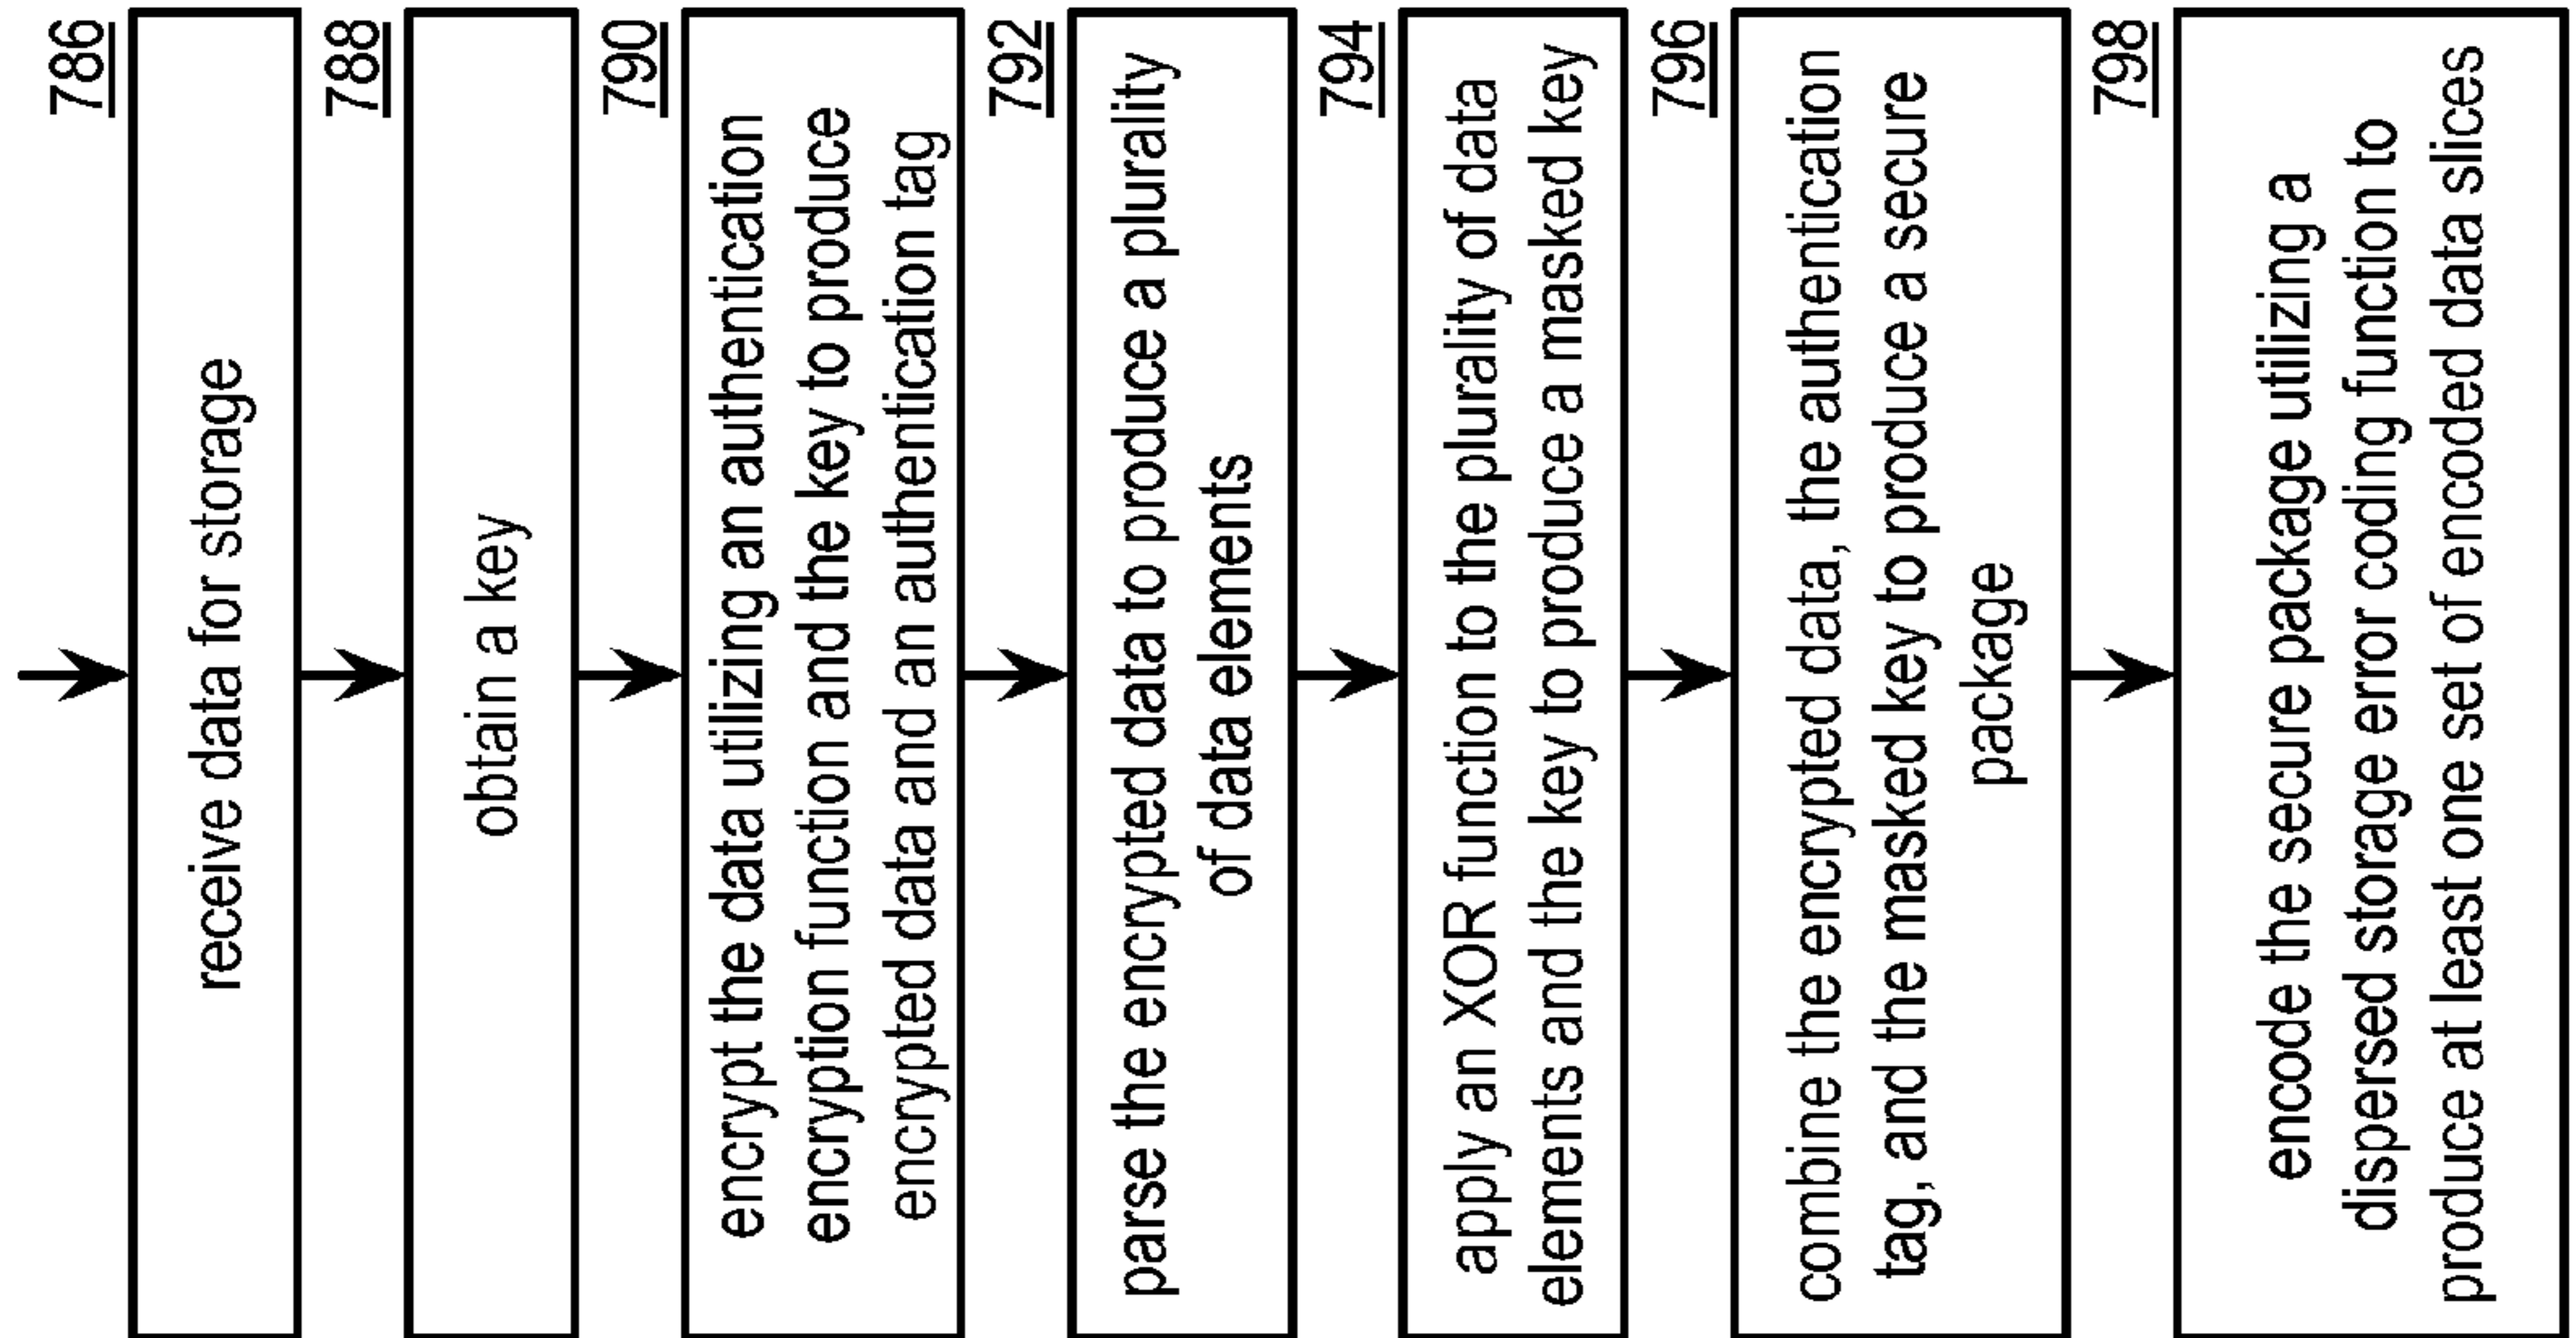 786
receive data for storage
788
obtain a key
790
encrypt the data utilizing an authentication
encryption function and the key to produce
encrypted data and an authentication tag
792
parse the encrypted data to produce a plurality
of data elements
794
apply an XOR function to the plurality of data
elements and the key to produce a masked key
796
combine the encrypted data, the authentication
tag, and the masked key to produce a secure
package
798
encode the secure package utilizing a
dispersed storage error coding function to
produce at least one set of encoded data slices